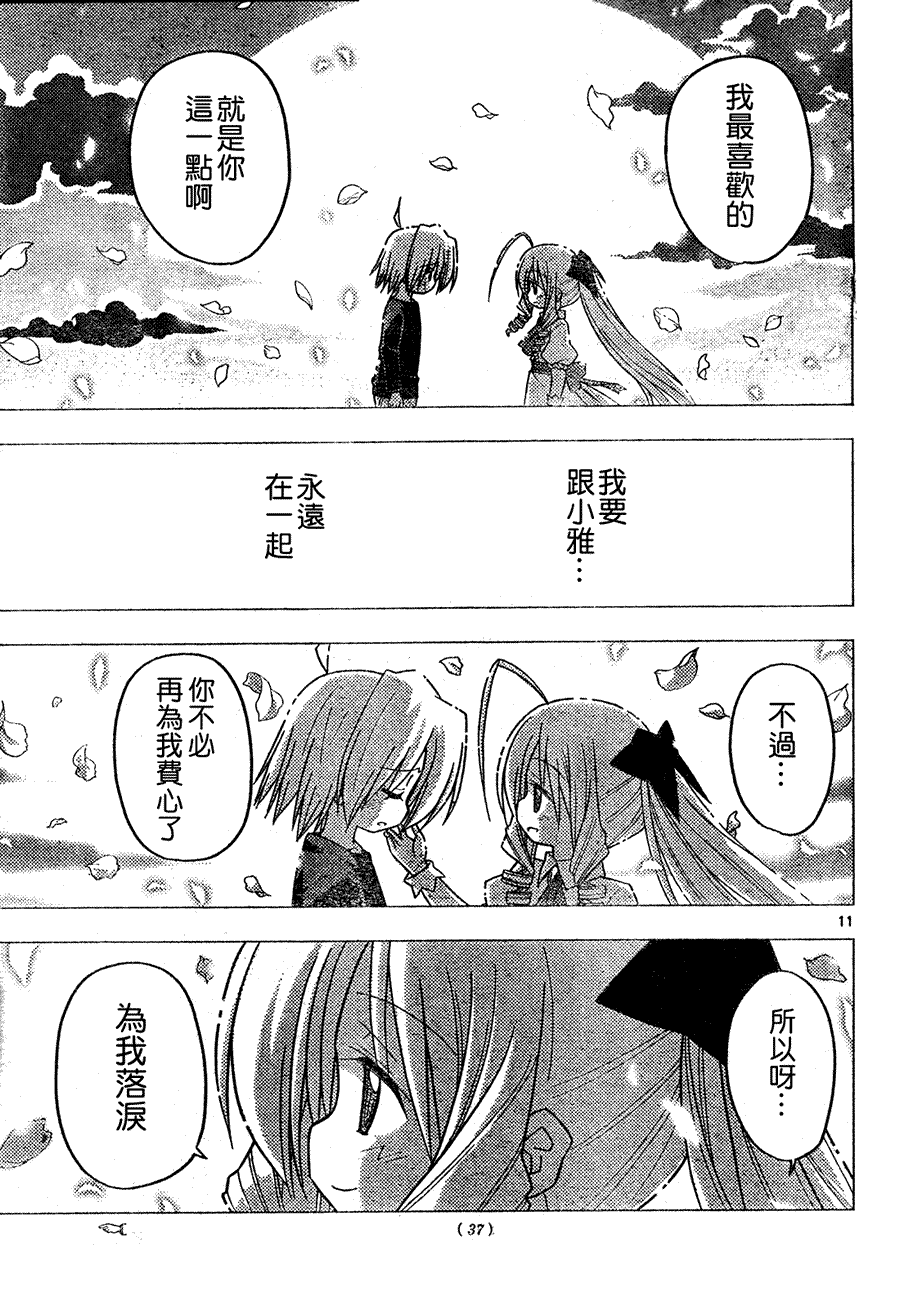 我最喜歡的
就是你
這一點啊
我要
跟小雅…
永遠
在一起
不過…
你不必
再為我費心了
11
所以呀…
為我落淚
(37)